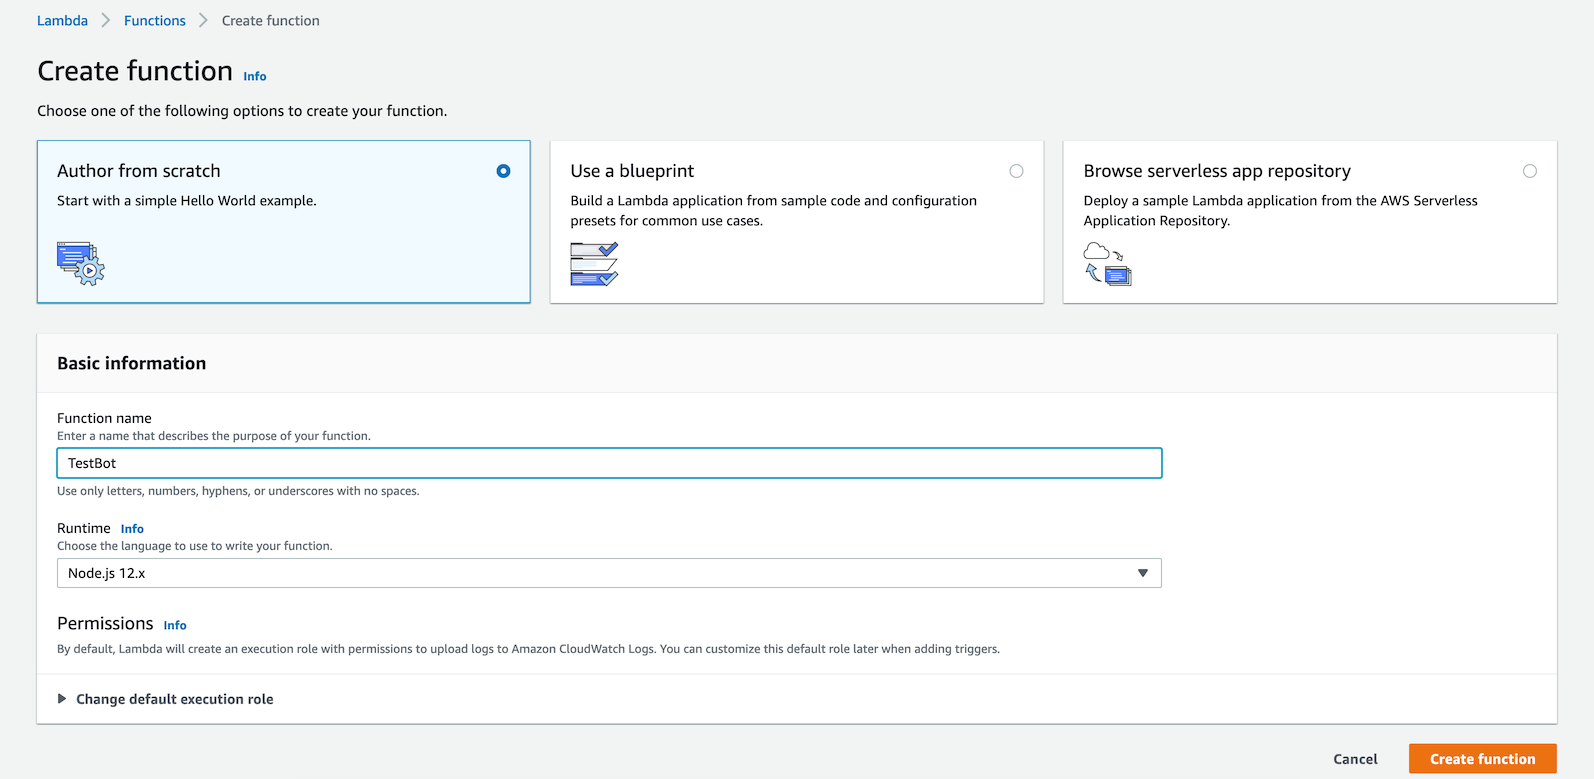 Lambda > Functions > Create function
Create function Info
Choose one of the following options to create your function.
Author from scratch
Start with a simple Hello World example.
Use a blueprint
Build a Lambda application from sample code and configuration
presets for common use cases.
Browse serverless app repository
Deploy a sample Lambda application from the AWS Serverless
Application Repository.
Basic information
Function name
Enter a name that describes the purpose of your function.
TestBot
Use only letters, numbers, hyphens, or underscores with no spaces.
Runtime Info
Choose the language to use to write your function.
Node.js 12.x
Permissions Info
By default, Lambda will create an execution role with permissions to upload logs to Amazon CloudWatch Logs. You can customize this default role later when adding triggers.
Change default execution role
Cancel
Create function